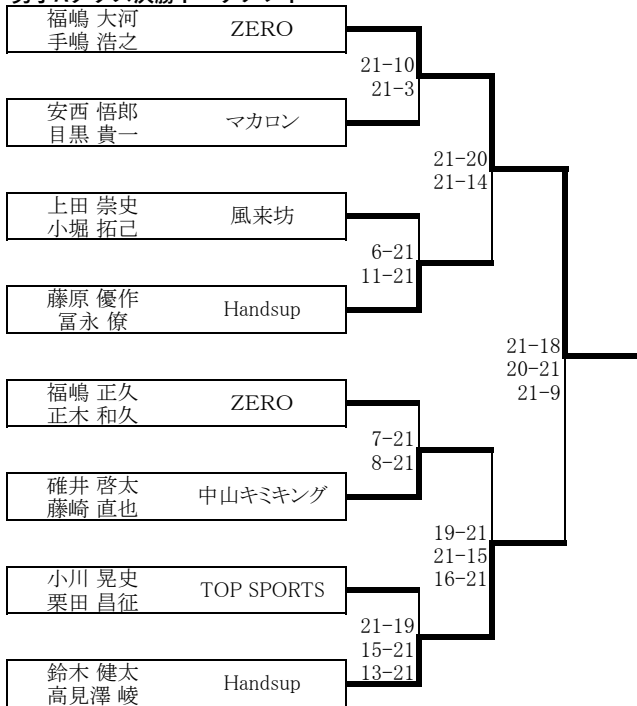 福嶋 大河
手嶋 浩之
ZERO
21-10
21-3
安西 悟郎
目黒 貴一
マカロン
21-20
21-14
上田 崇史
小堀 拓己
風来坊
6-21
11-21
藤原 優作
冨永 僚
Handsup
21-18
20-21
21-9
福嶋 正久
正木 和久
ZERO
7-21
8-21
碓井 啓太
藤崎 直也
中山キミキング
19-21
21-15
16-21
小川 晃史
栗田 昌征
TOP SPORTS
21-19
15-21
13-21
鈴木 健太
高見澤 崚
Handsup